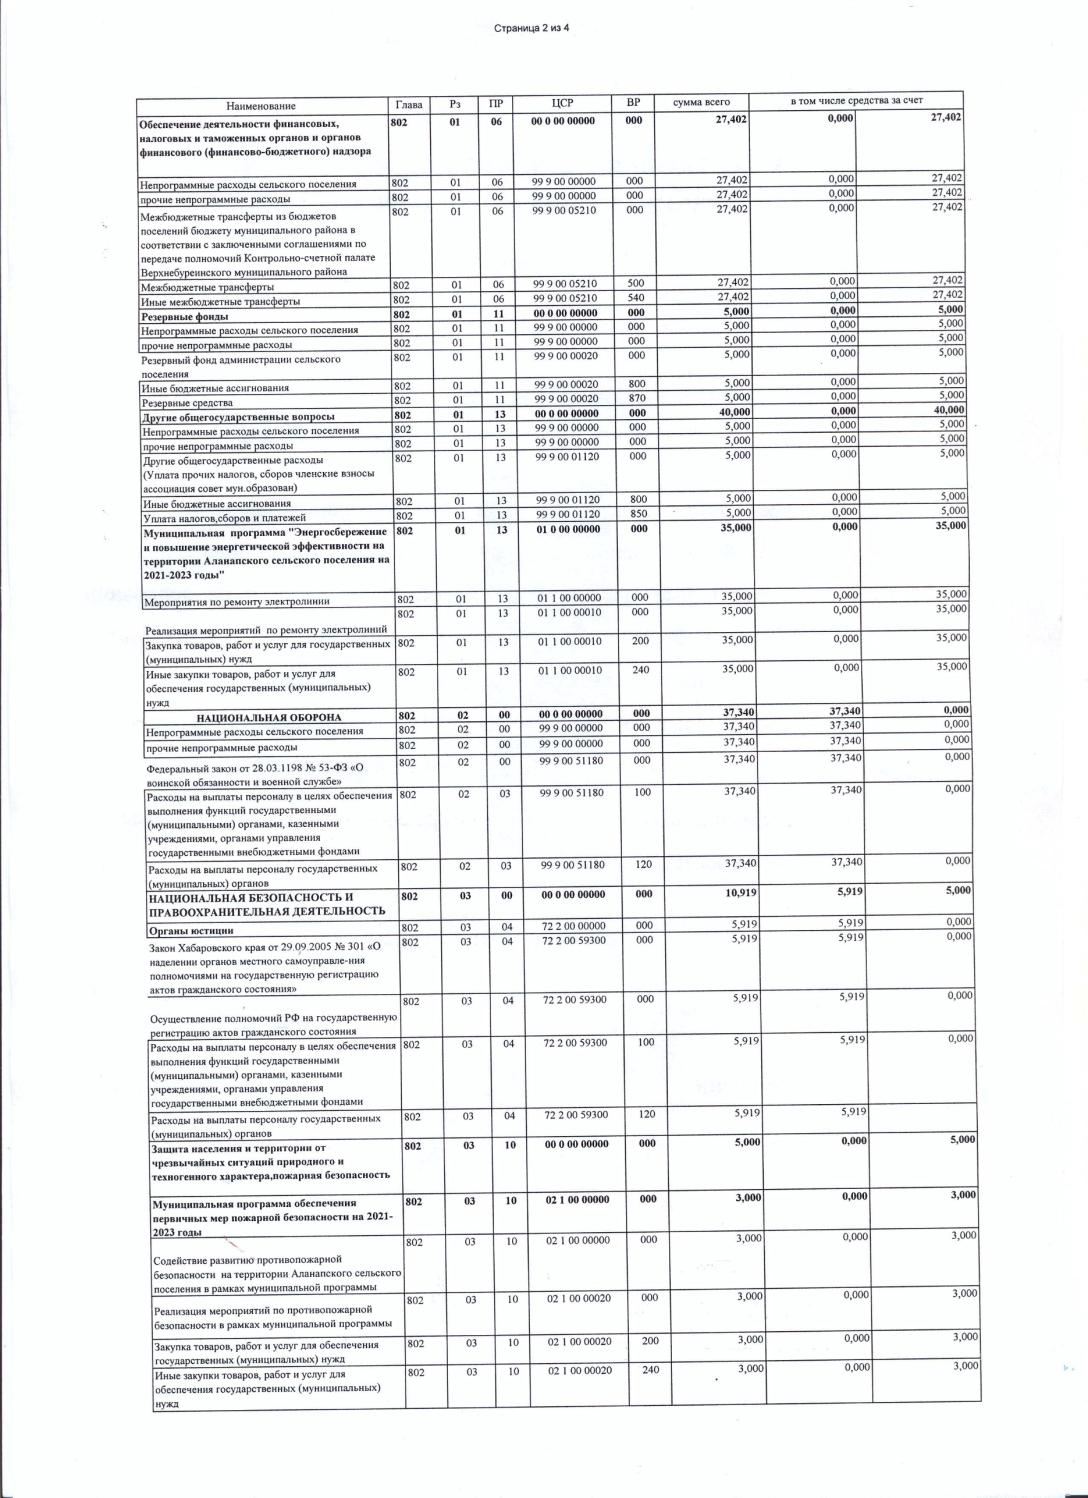 Страница 2 из 4
Наименование Глава Рз ПР ЦСР ВР сумма всего в том числе средства за счет
Обеспечение деятельности финансовых, 802 01 06 00 0 00 00000 000 27,402 0,000 27,402
налоговых и таможенных органов и органов
финансового (финансово-бюджетного) надзора
Непрограммные расходы сельского поселения 802 01 06 99 9 00 00000 000 27,402 0,000 27,402
прочие непрограммные расходы 802 01 06 99 9 00 00000 000 27,402 0,000 27,402
Межбюджетные трансферты из бюджетов 802 01 06 99 9 00 05210 000 27,402 0,000 27,402
поселений бюджету муниципального района в
соответствии с заключенными соглашениями по
передаче полномочий Контрольно-счетной палате
Верхнебуреинского муниципального района
Межбюджетные трансферты 802 01 06 99 9 00 05210 500 27,402 0,000 27,402
Иные межбюджетные трансферты 802 01 06 99 9 00 05210 540 27,402 0,000 27,402
Резервные фонды 802 01 11 00 0 00 00000 000 5,000 0,000 5,000
Непрограммные расходы сельского поселения 802 01 11 99 9 00 00000 000 5,000 0,000 5,000
прочие непрограммные расходы 802 01 11 99 9 00 00000 000 5,000 0,000 5,000
Резервный фонд администрации сельского 802 01 11 99 9 00 00020 000 5,000 0,000 5,000
поселения
Иные бюджетные ассигнования 802 01 11 99 9 00 00020 800 5,000 0,000 5,000
Резервные средства 802 01 11 99 9 00 00020 870 5,000 0,000 5,000
Другие общегосударственные вопросы 802 01 13 00 0 00 00000 000 40,000 0,000 40,000
Непрограммные расходы сельского поселения 802 01 13 99 9 00 00000 000 5,000 0,000 5,000
прочие непрограммные расходы 802 01 13 99 9 00 00000 000 5,000 0,000 5,000
Другие общегосударственные расходы 802 01 13 99 9 00 01120 000 5,000 0,000 5,000
(Уплата прочих налогов, сборов членские взносы
ассоциация совет мун.образован)
Иные бюджетные ассигнования 802 01 13 99 9 00 01120 800 5,000 0,000 5,000
Уплата налогов,сборов и платежей 802 01 13 99 9 00 01120 850 5,000 0,000 5,000
Муниципальная программа "Энергосбережение 802 01 13 01 0 00 00000 000 35,000 0,000 35,000
и повышение энергетической эффективности на
территории Аланапского сельского поселения на
2021-2023 годы"
Мероприятия по ремонту электролинии 802 01 13 01 1 00 00000 000 35,000 0,000 35,000
802 01 13 01 1 00 00010 000 35,000 0,000 35,000
Реализация мероприятий по ремонту электролиний
Закупка товаров, работ и услуг для государственных 802 01 13 01 1 00 00010 200 35,000 0,000 35,000
(муниципальных) нужд
Иные закупки товаров, работ и услуг для 802 01 13 01 1 00 00010 240 35,000 0,000 35,000
обеспечения государственных (муниципальных)
нужд
НАЦИОНАЛЬНАЯ ОБОРОНА 802 02 00 00 0 00 00000 000 37,340 37,340 0,000
Непрограммные расходы сельского поселения 802 02 00 99 9 00 00000 000 37,340 37,340 0,000
прочие непрограммные расходы 802 02 00 99 9 00 00000 000 37,340 37,340 0,000
Федеральный закон от 28.03.1198 № 53-ФЗ «О 802 02 00 99 9 00 51180 000 37,340 37,340 0,000
воинской обязанности и военной службе»
Расходы на выплаты персоналу в целях обеспечения 802 02 03 99 9 00 51180 100 37,340 37,340 0,000
выполнения функций государственными
(муниципальными) органами, казенными
учреждениями, органами управления
государственными внебюджетными фондами
Расходы на выплаты персоналу государственных 802 02 03 99 9 00 51180 120 37,340 37,340 0,000
(муниципальных) органов
НАЦИОНАЛЬНАЯ БЕЗОПАСНОСТЬ И 802 03 00 00 0 00 00000 000 10,919 5,919 5,000
ПРАВООХРАНИТЕЛЬНАЯ ДЕЯТЕЛЬНОСТЬ
Органы юстиции 802 03 04 72 2 00 00000 000 5,919 5,919 0,000
Закон Хабаровского края от 29.09.2005 № 301 «О 802 03 04 72 2 00 59300 000 5,919 5,919 0,000
наделении органов местного самоуправле-ния
полномочиями на государственную регистрацию
актов гражданского состояния»
802 03 04 72 2 00 59300 000 5,919 5,919 0,000
Осуществление полномочий РФ на государственную
регистрацию актов гражданского состояния
Расходы на выплаты персоналу в целях обеспечения 802 03 04 72 2 00 59300 100 5,919 5,919 0,000
выполнения функций государственными
(муниципальными) органами, казенными
учреждениями, органами управления
государственными внебюджетными фондами
Расходы на выплаты персоналу государственных 802 03 04 72 2 00 59300 120 5,919 5,919
(муниципальных) органов
Защита населения и территории от 802 03 10 00 0 00 00000 000 5,000 0,000 5,000
чрезвычайных ситуаций природного и
техногенного характера,пожарная безопасность
Муниципальная программа обеспечения 802 03 10 02 1 00 00000 000 3,000 0,000 3,000
первичных мер пожарной безопасности на 2021-
2023 годы
802 03 10 02 1 00 00000 000 3,000 0,000 3,000
Содействие развитию противопожарной
безопасности на территории Аланапского сельского
поселения в рамках муниципальной программы
802 03 10 02 1 00 00020 000 3,000 0,000 3,000
Реализация мероприятий по противопожарной
безопасности в рамках муниципальной программы
Закупка товаров, работ и услуг для обеспечения 802 03 10 02 1 00 00020 200 3,000 0,000 3,000
государственных (муниципальных) нужд
Иные закупки товаров, работ и услуг для 802 03 10 02 1 00 00020 240 3,000 0,000 3,000
обеспечения государственных (муниципальных)
нужд